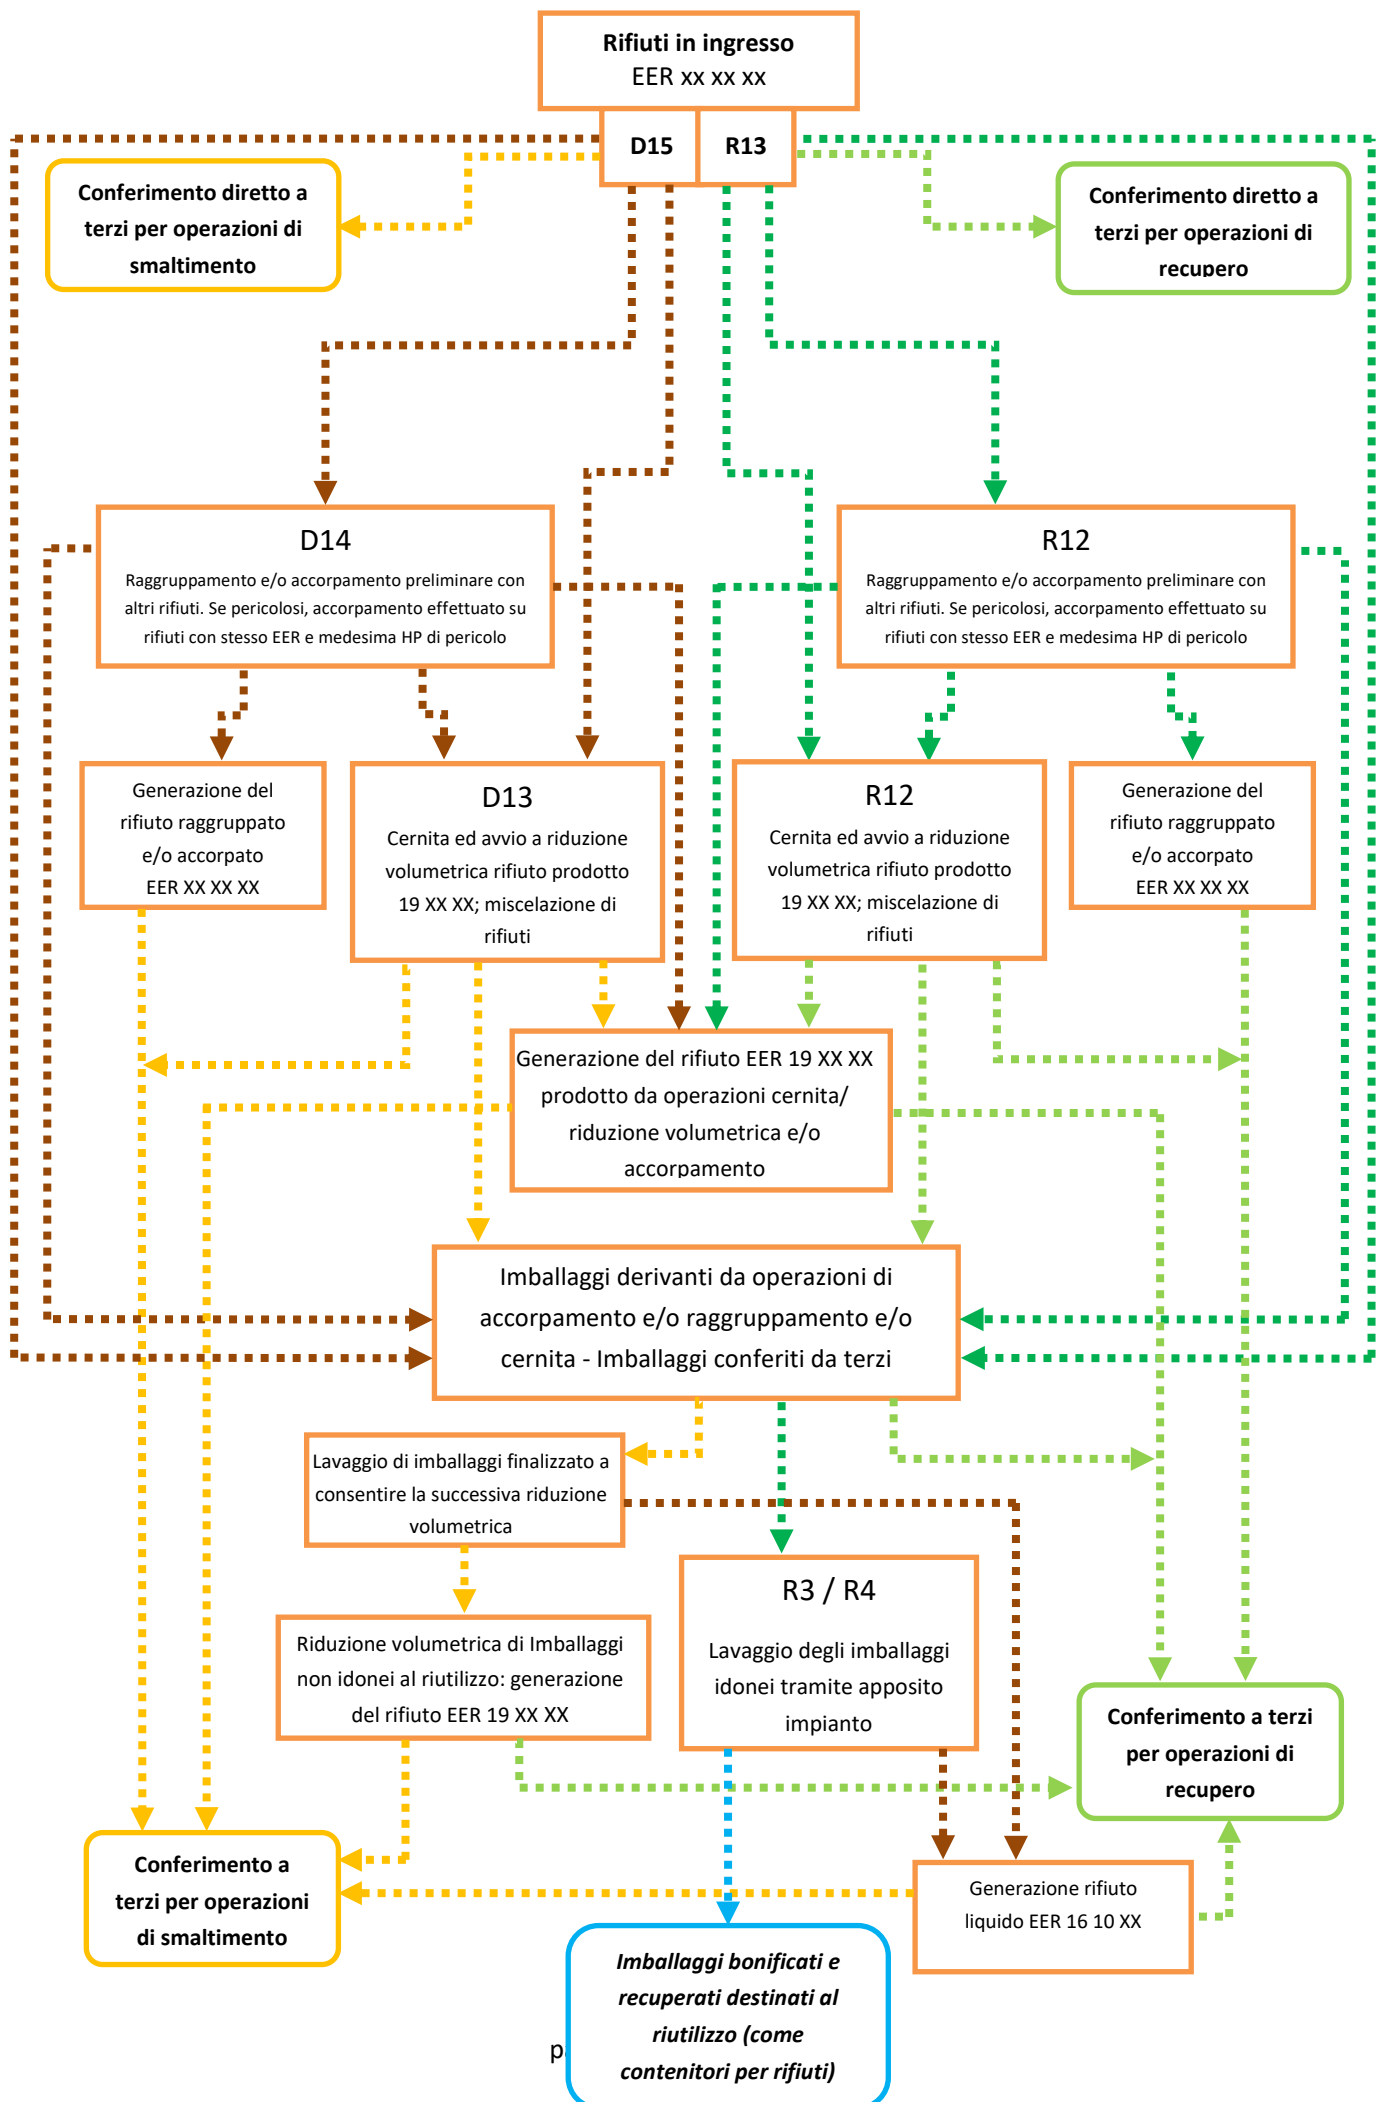 Rifiuti in ingresso
EER xx xx xx
D15
R13
Conferimento diretto a
terzi per operazioni di
smaltimento
Conferimento diretto a
terzi per operazioni di
recupero
D14
Raggruppamento e/o accorpamento preliminare con
altri rifiuti. Se pericolosi, accorpamento effettuato su
rifiuti con stesso EER e medesima HP di pericolo
R12
Raggruppamento e/o accorpamento preliminare con
altri rifiuti. Se pericolosi, accorpamento effettuato su
rifiuti con stesso EER e medesima HP di pericolo
Generazione del
rifiuto raggruppato
e/o accorpato
EER XX XX XX
D13
Cernita ed avvio a riduzione
volumetrica rifiuto prodotto
19 XX XX; miscelazione di
rifiuti
R12
Cernita ed avvio a riduzione
volumetrica rifiuto prodotto
19 XX XX; miscelazione di
rifiuti
Generazione del
rifiuto raggruppato
e/o accorpato
EER XX XX XX
Generazione del rifiuto EER 19 XX XX
prodotto da operazioni cernita/
riduzione volumetrica e/o
accorpamento
Imballaggi derivanti da operazioni di
accorpamento e/o raggruppamento e/o
cernita - Imballaggi conferiti da terzi
Lavaggio di imballaggi finalizzato a
consentire la successiva riduzione
volumetrica
R3 / R4
Lavaggio degli imballaggi
idonei tramite apposito
impianto
Riduzione volumetrica di Imballaggi
non idonei al riutilizzo: generazione
del rifiuto EER 19 XX XX
Conferimento a terzi
per operazioni di
recupero
Conferimento a
terzi per operazioni
di smaltimento
Generazione rifiuto
liquido EER 16 10 XX
Imballaggi bonificati e
recuperati destinati al
riutilizzo (come
contenitori per rifiuti)